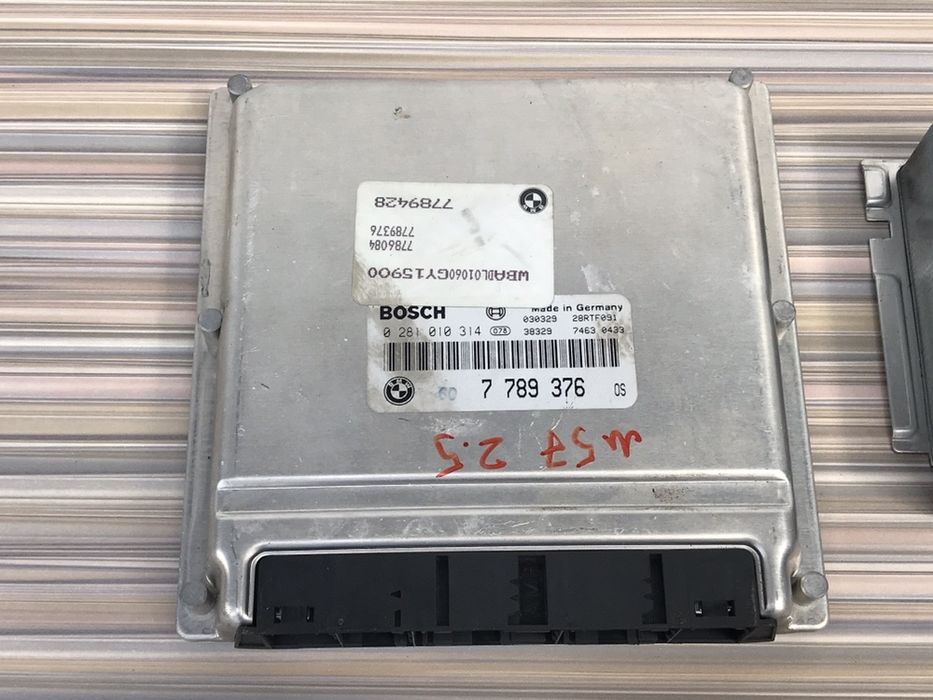 7789428
7789376
7786084
WBADL01060GY15900
BOSCH Made in Germany
030329 28RTF091
0 281 010 314 078 38329 7463 0433
7 789 376 0S
M57 2.5